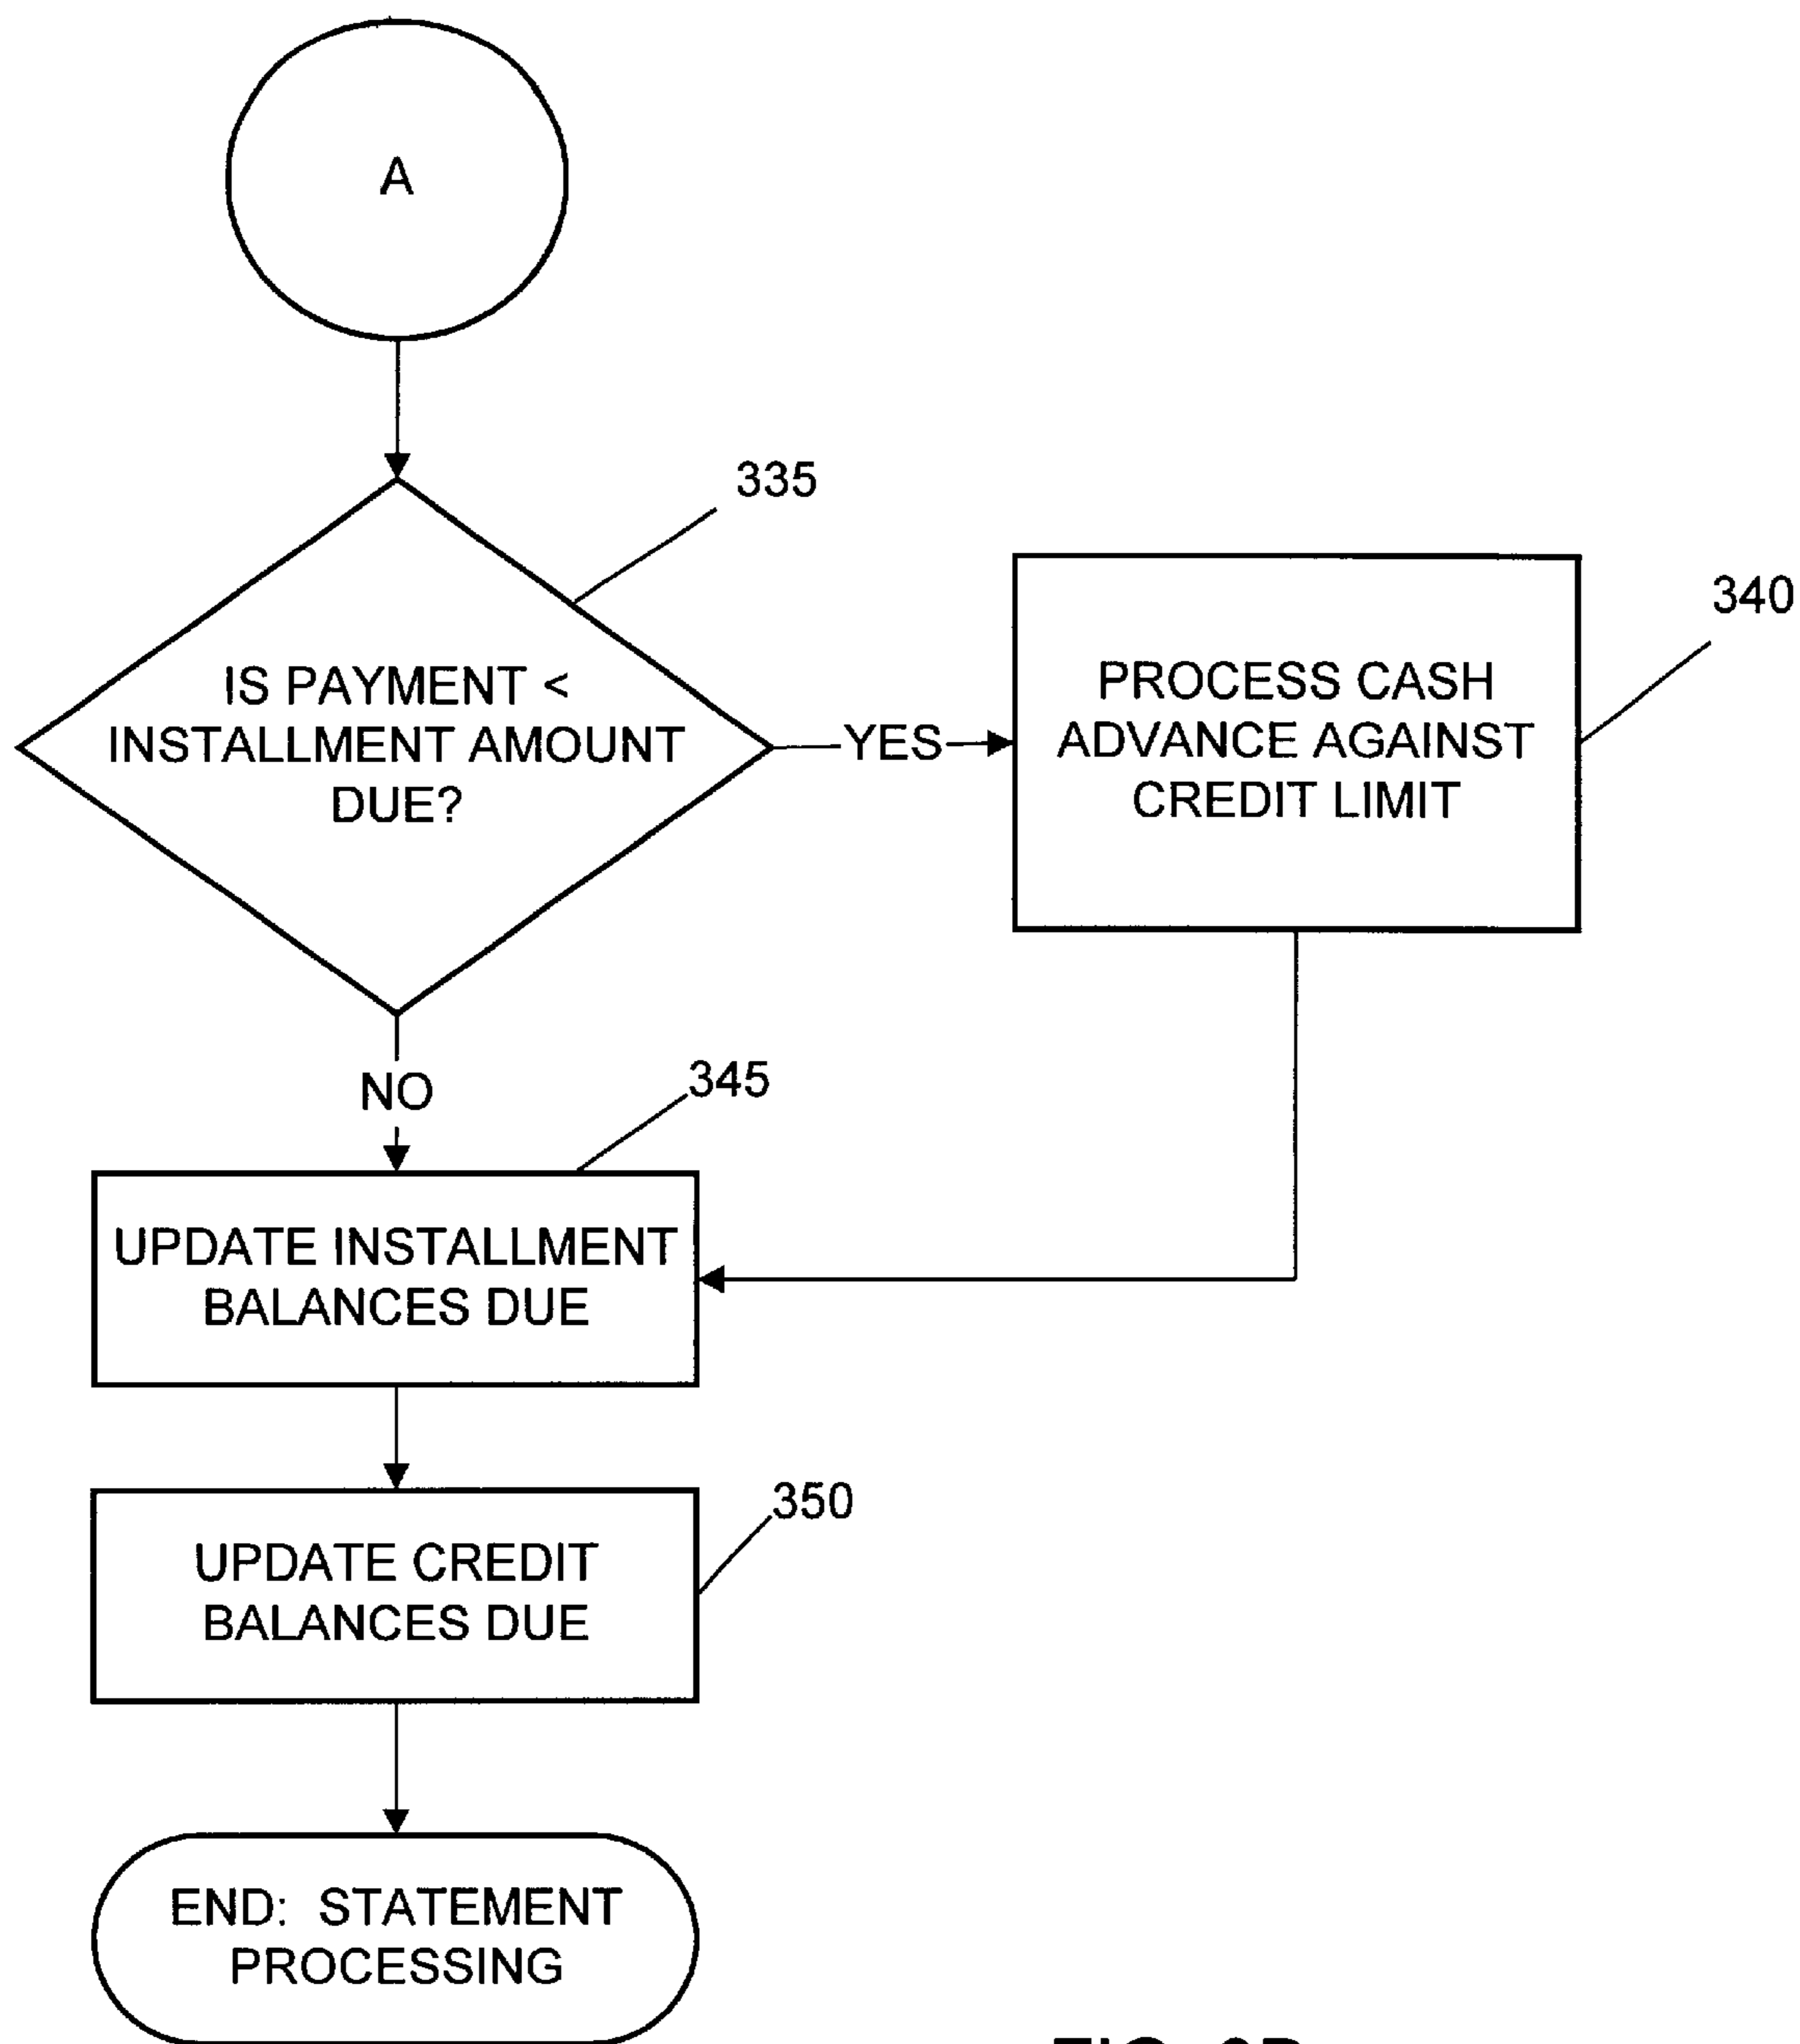 A
335
IS PAYMENT <
INSTALLMENT AMOUNT
DUE?
YES
PROCESS CASH
ADVANCE AGAINST
CREDIT LIMIT
340
NO
345
UPDATE INSTALLMENT
BALANCES DUE
350
UPDATE CREDIT
BALANCES DUE
END: STATEMENT
PROCESSING